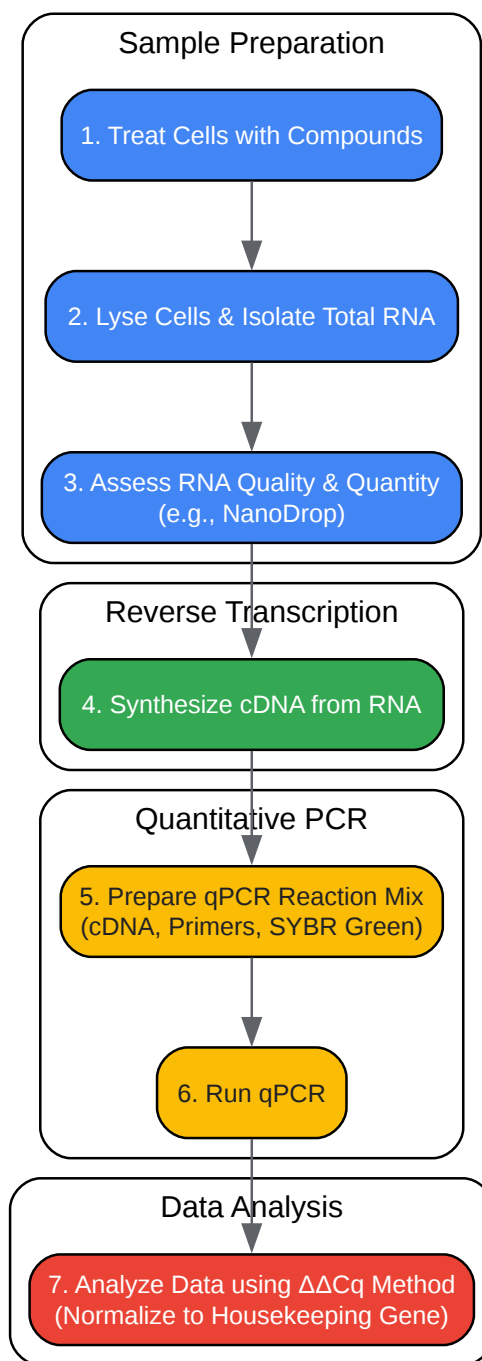 Sample Preparation
1. Treat Cells with Compounds
2. Lyse Cells & Isolate Total RNA
3. Assess RNA Quality & Quantity
(e.g., NanoDrop)
Reverse Transcription
4. Synthesize cDNA from RNA
Quantitative PCR
5. Prepare qPCR Reaction Mix
(cDNA, Primers, SYBR Green)
6. Run qPCR
Data Analysis
7. Analyze Data using ΔΔCq Method
(Normalize to Housekeeping Gene)